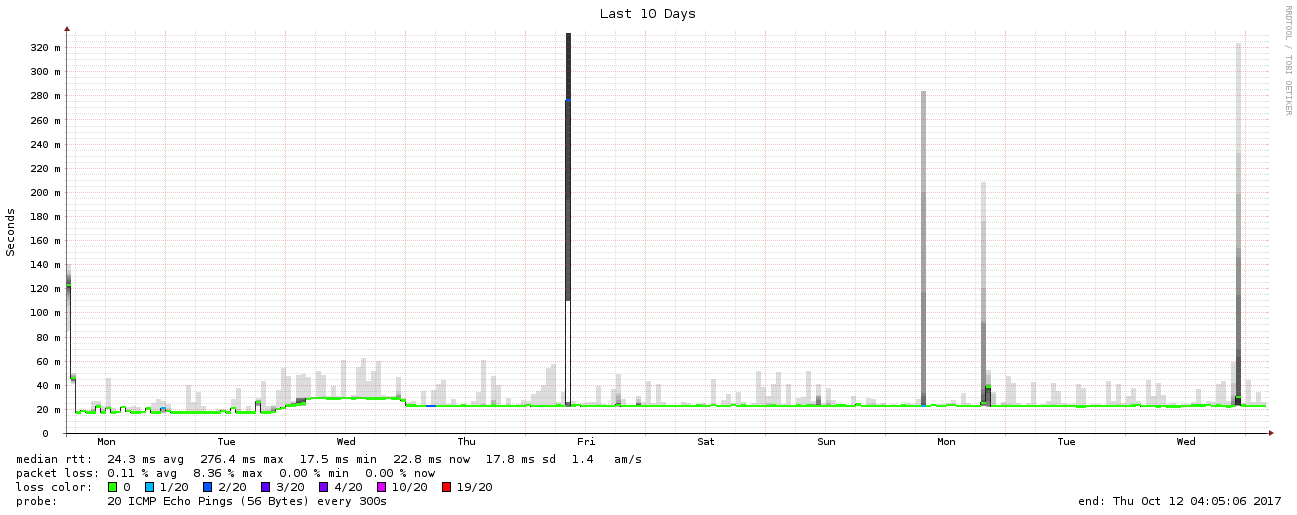 Last 10 Days
RRDTOOL / TOBI OETIKER
Seconds
320 m
300 m
280 m
260 m
240 m
220 m
200 m
180 m
160 m
140 m
120 m
100 m
80 m
60 m
40 m
20 m
0
Mon Tue Wed Thu Fri Sat Sun Mon Tue Wed
median rtt: 24.3 ms avg 276.4 ms max 17.5 ms min 22.8 ms now 17.8 ms sd 1.4 am/s
packet loss: 0.11 % avg 8.36 % max 0.00 % min 0.00 % now
loss color: 0 1/20 2/20 3/20 4/20 10/20 19/20
probe: 20 ICMP Echo Pings (56 Bytes) every 300s end: Thu Oct 12 04:05:06 2017